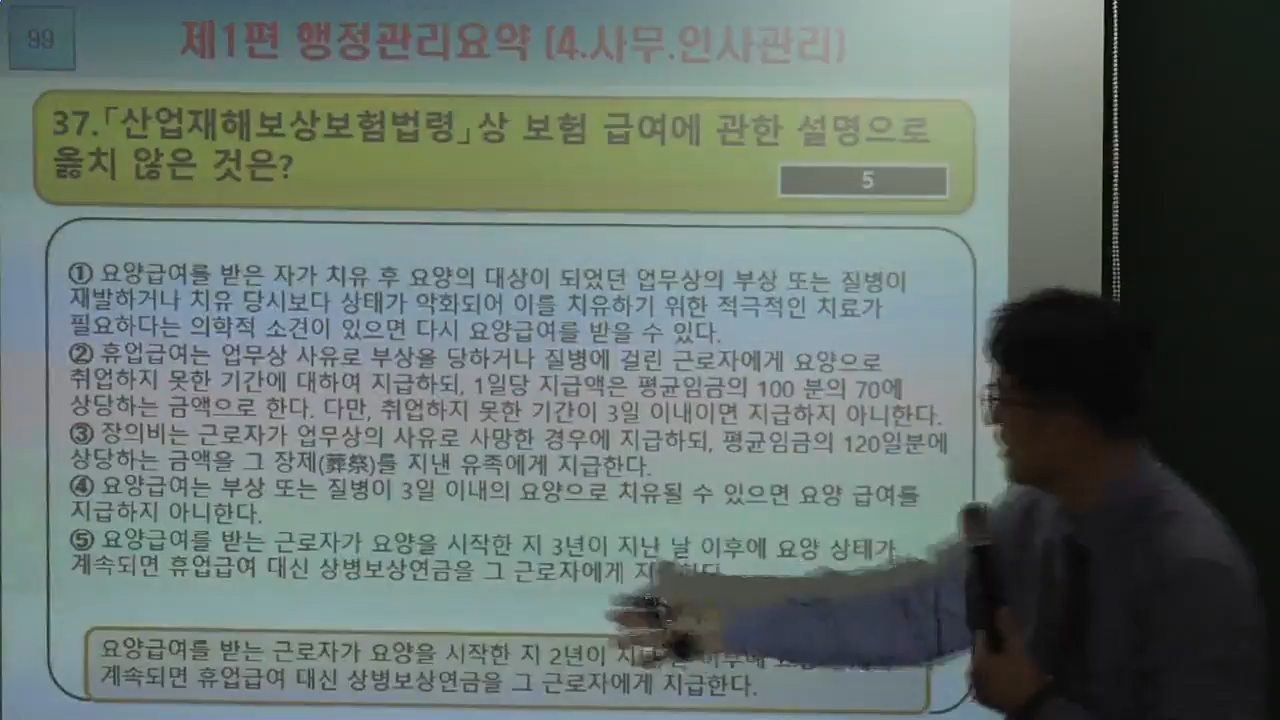 99
제1편 행정관리요약 (4.사무.인사관리)
37.「산업재해보상보험법령」상 보험 급여에 관한 설명으로
옳치 않은 것은?
5
① 요양급여를 받은 자가 치유 후 요양의 대상이 되었던 업무상의 부상 또는 질병이
재발하거나 치유 당시보다 상태가 악화되어 이를 치유하기 위한 적극적인 치료가
필요하다는 의학적 소견이 있으면 다시 요양급여를 받을 수 있다.
② 휴업급여는 업무상 사유로 부상을 당하거나 질병에 걸린 근로자에게 요양으로
취업하지 못한 기간에 대하여 지급하되, 1일당 지급액은 평균임금의 100 분의 70에
상당하는 금액으로 한다. 다만, 취업하지 못한 기간이 3일 이내이면 지급하지 아니한다.
③ 장의비는 근로자가 업무상의 사유로 사망한 경우에 지급하되, 평균임금의 120일분에
상당하는 금액을 그 장제(葬祭)를 지낸 유족에게 지급한다.
④ 요양급여는 부상 또는 질병이 3일 이내의 요양으로 치유될 수 있으면 요양 급여를
지급하지 아니한다.
⑤ 요양급여를 받는 근로자가 요양을 시작한 지 3년이 지난 날 이후에 요양 상태가
계속되면 휴업급여 대신 상병보상연금을 그 근로자에게
요양급여를 받는 근로자가 요양을 시작한 지 2년이
계속되면 휴업급여 대신 상병보상연금을 그 근로자에게 지급한다.